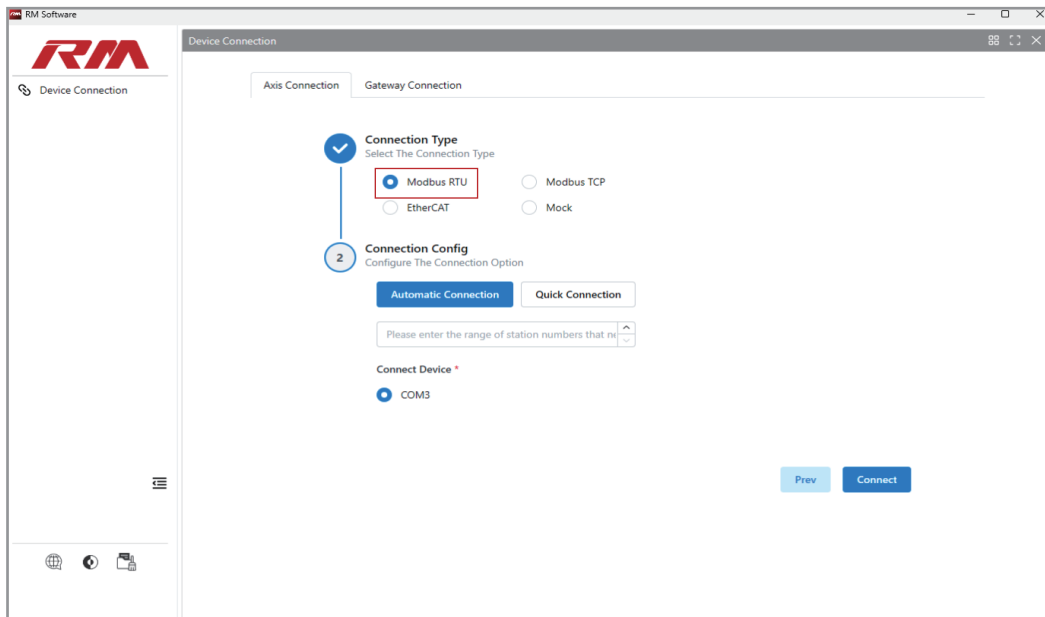 RM Software
RM
Device Connection
Device Connection
Axis Connection
Gateway Connection
Connection Type
Select The Connection Type
Modbus RTU
Modbus TCP
EtherCAT
Mock
2
Connection Config
Configure The Connection Option
Automatic Connection
Quick Connection
Please enter the range of station numbers that ne
Connect Device *
COM3
Prev
Connect